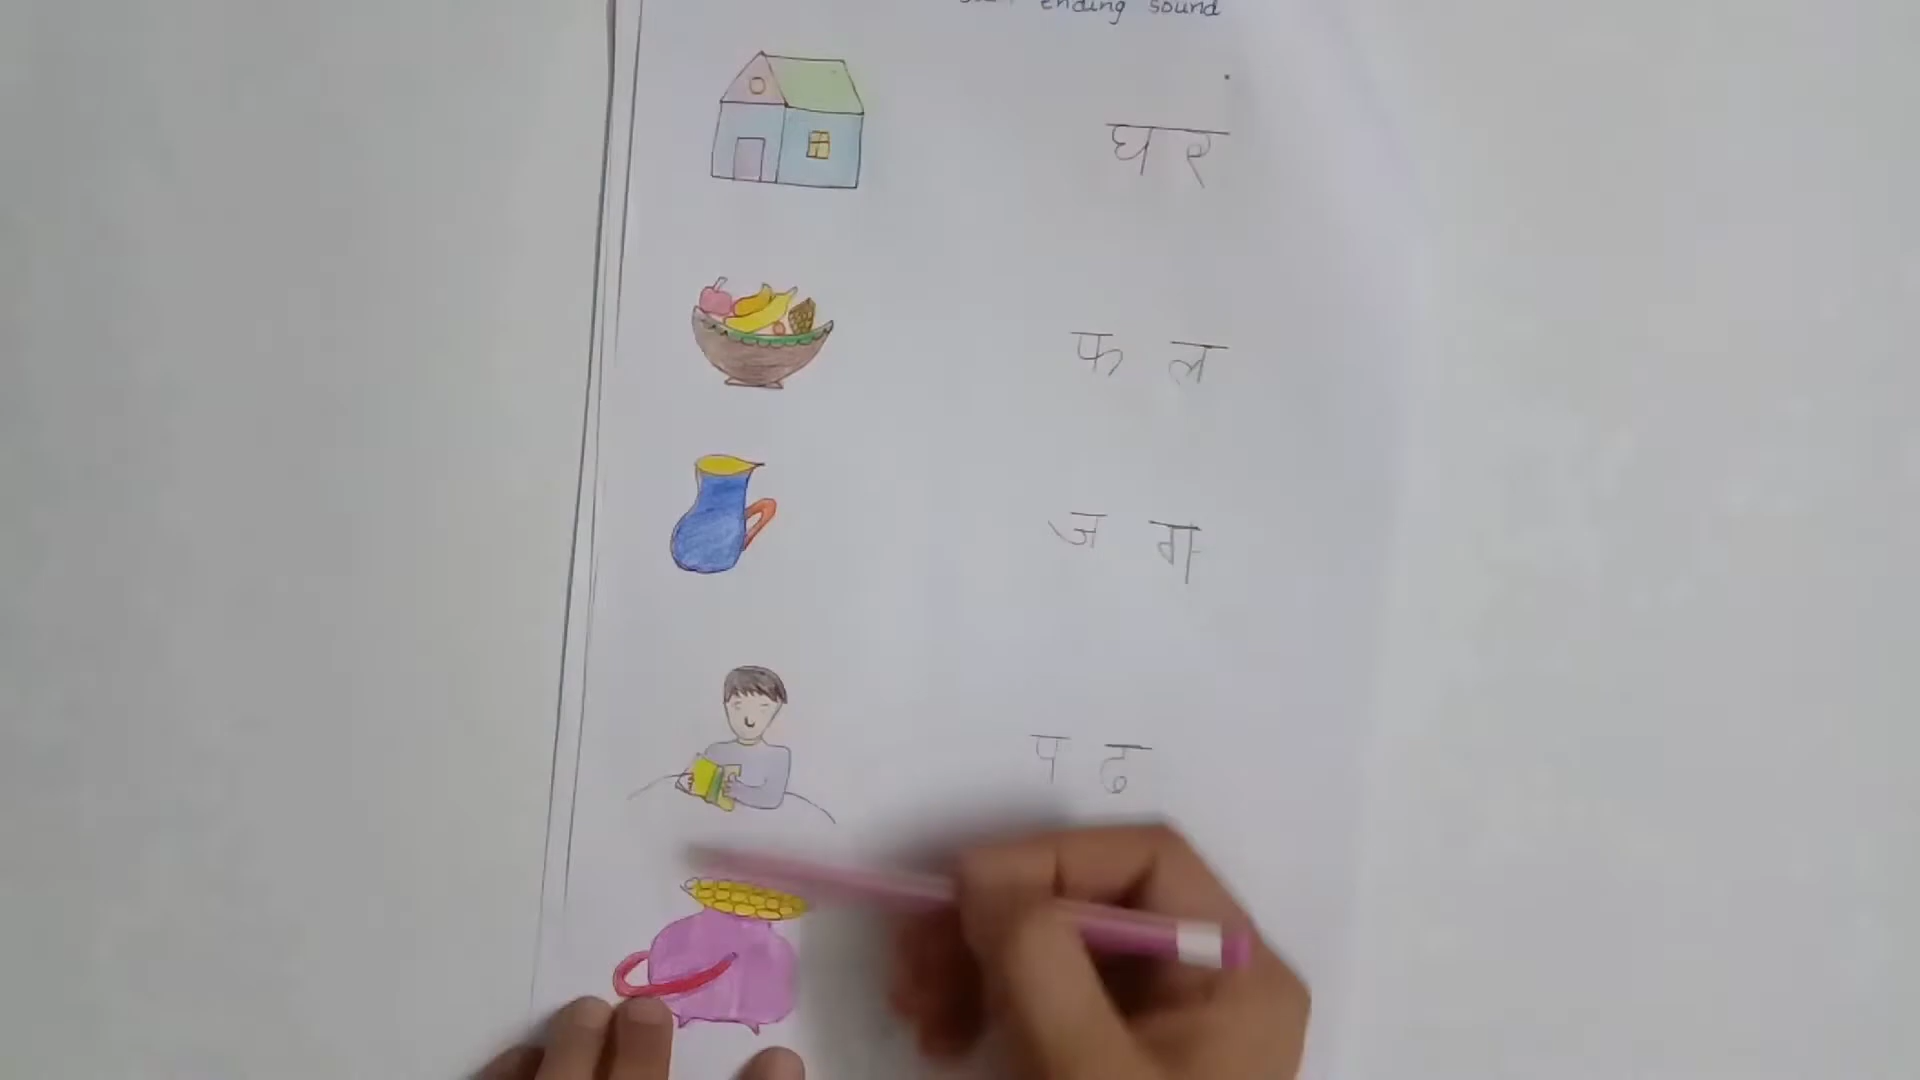 ending sound
घर
फ ल
ज ग
प ढ